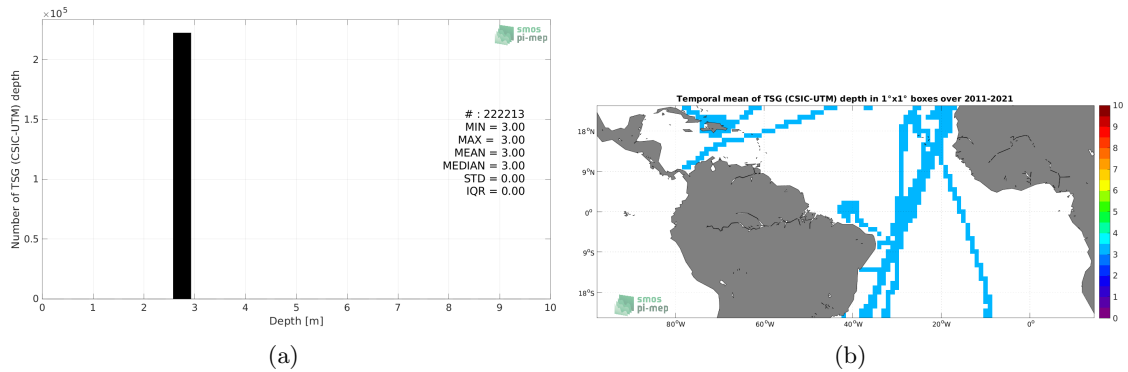 ×10⁵
smos
pi-mep
2
1.5
1
0.5
0
Number of TSG (CSIC-UTM) depth
# : 222213
MIN = 3.00
MAX = 3.00
MEAN = 3.00
MEDIAN = 3.00
STD = 0.00
IQR = 0.00
0 1 2 3 4 5 6 7 8 9 10
Depth [m]
(a)
Temporal mean of TSG (CSIC-UTM) depth in 1°x1° boxes over 2011-2021
18°N
9°N
0°
9°S
18°S
80°W 60°W 40°W 20°W 0°
smos
pi-mep
10
9
8
7
6
5
4
3
2
1
0
(b)